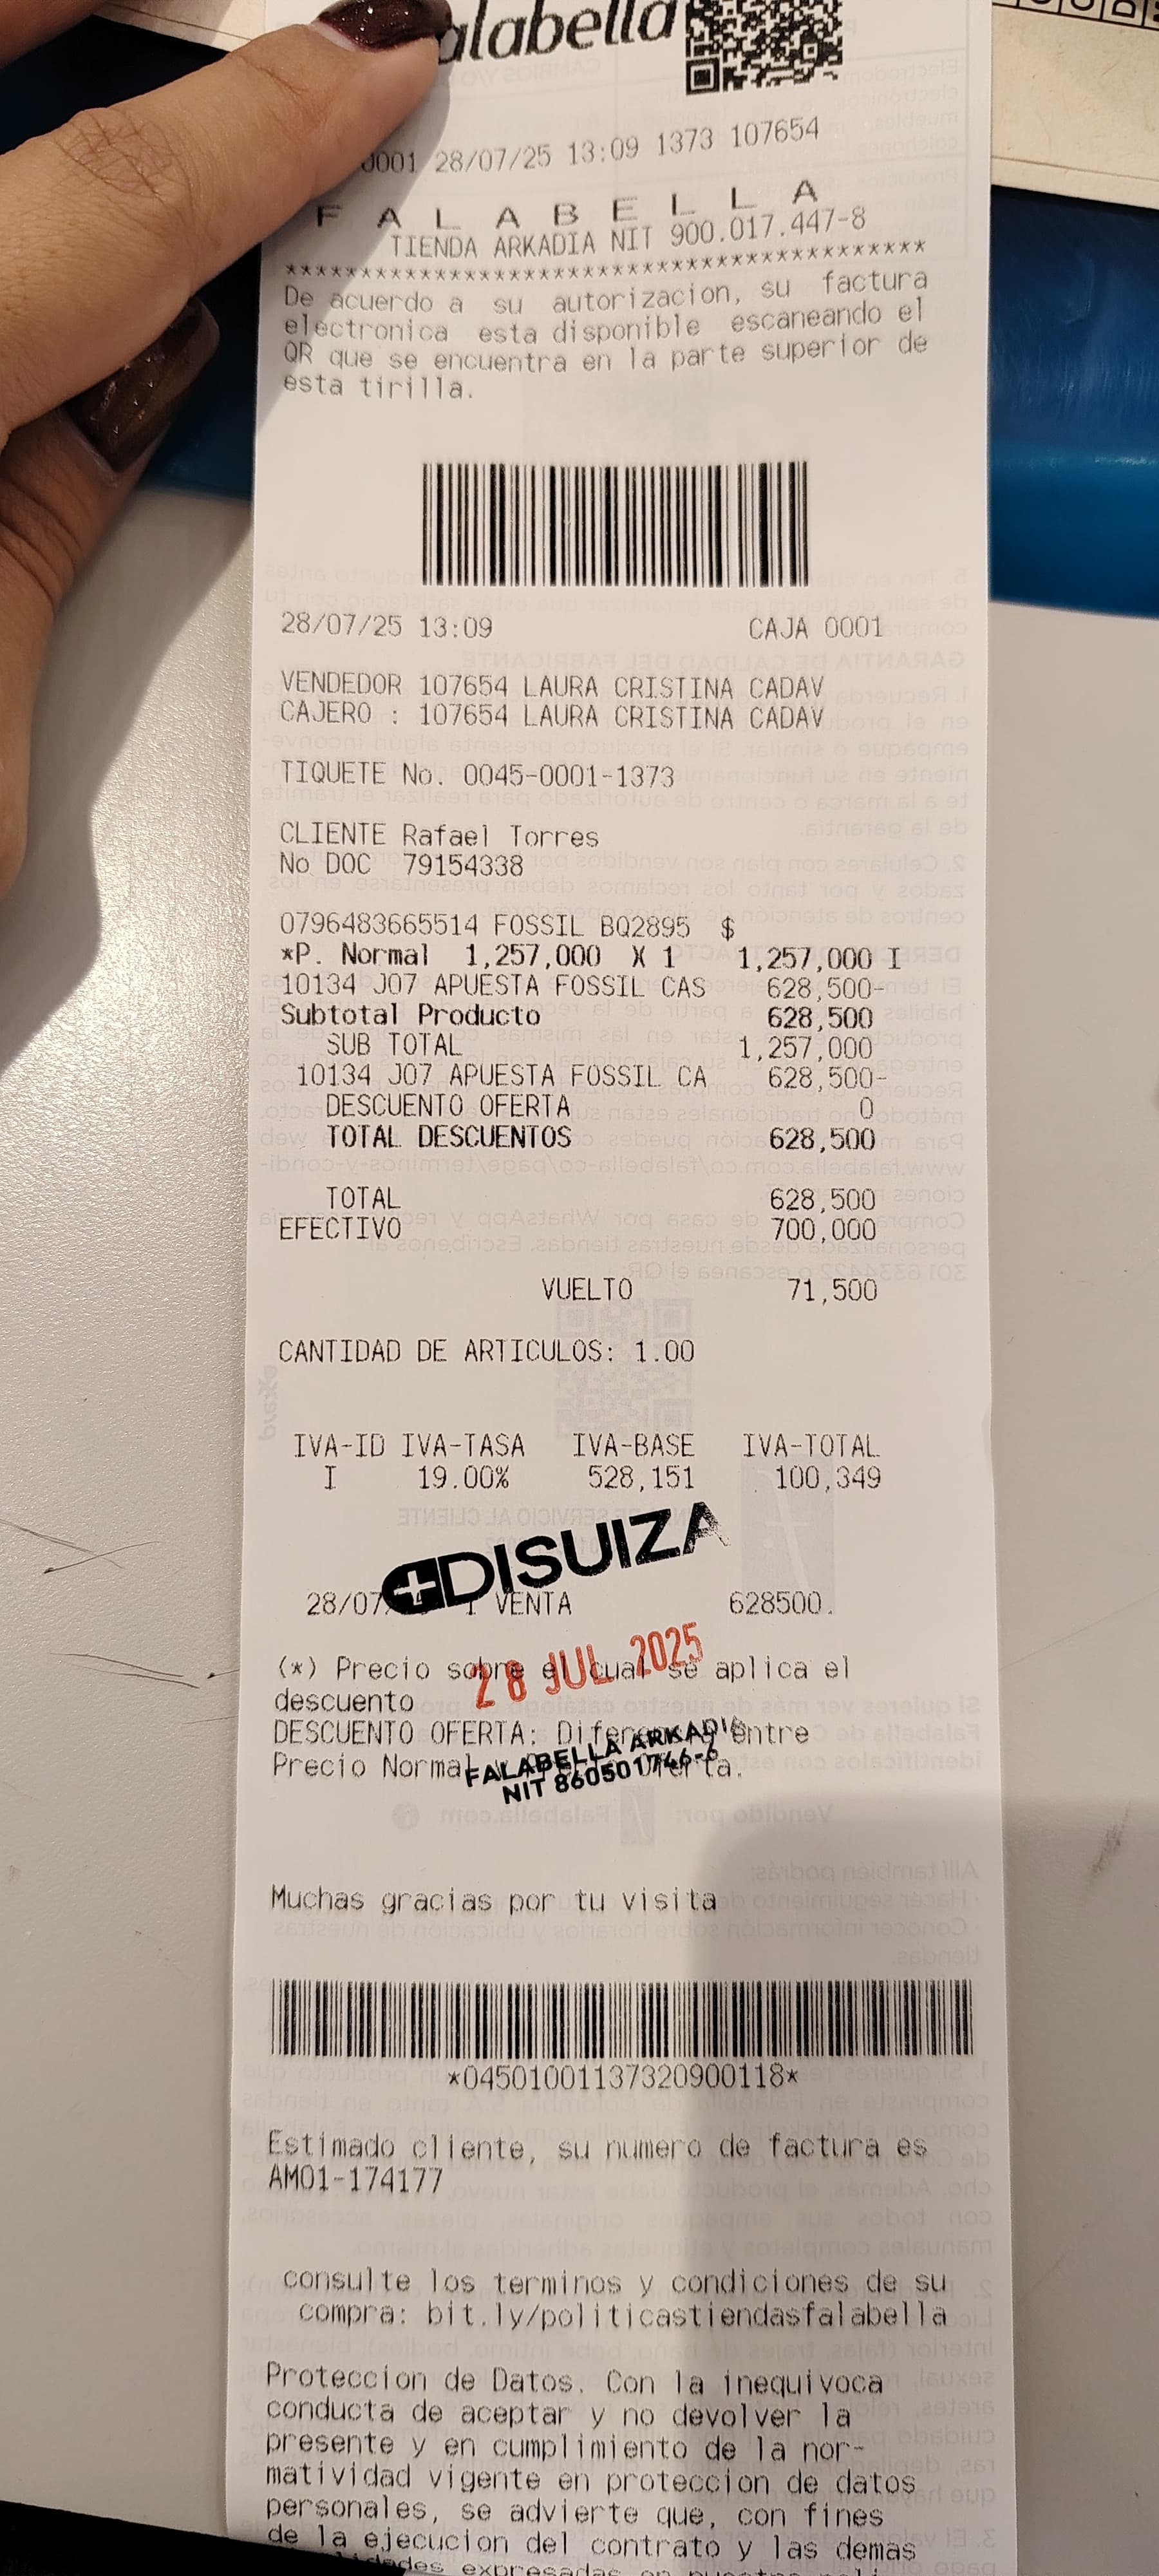 alabella
0001 28/07/25 13:09 1373 107654
F A L A B E L L A
TIENDA ARKADIA NIT 900.017.447-8
*******************************************
De acuerdo a su autorizacion, su factura
electronica esta disponible escaneando el
QR que se encuentra en la parte superior de
esta tirilla.
28/07/25 13:09 CAJA 0001
VENDEDOR 107654 LAURA CRISTINA CADAV
CAJERO : 107654 LAURA CRISTINA CADAV
TIQUETE No. 0045-0001-1373
CLIENTE Rafael Torres
No DOC 79154338
0796483665514 FOSSIL BQ2895 $
*P. Normal 1,257,000 X 1 1,257,000 I
10134 J07 APUESTA FOSSIL CAS 628,500-
Subtotal Producto 628,500
SUB TOTAL 1,257,000
10134 J07 APUESTA FOSSIL CA 628,500-
DESCUENTO OFERTA 0
TOTAL DESCUENTOS 628,500
TOTAL 628,500
EFECTIVO 700,000
VUELTO 71,500
CANTIDAD DE ARTICULOS: 1.00
IVA-ID IVA-TASA IVA-BASE IVA-TOTAL
I 19.00% 528,151 100,349
DISUIZA
28/07 1 VENTA 628500.
28 JUL 2025
(*) Precio sobre el cual se aplica el
descuento
DESCUENTO OFERTA: Diferencia entre
Precio Normal Oferta.
FALABELLA ARKADIA
NIT 860501746-6
Muchas gracias por tu visita
*04501001137320900118*
Estimado cliente, su numero de factura es
AM01-174177
consulte los terminos y condiciones de su
compra: bit.ly/politicastiendasfalabella
Proteccion de Datos. Con la inequivoca
conducta de aceptar y no devolver la
presente y en cumplimiento de la nor-
matividad vigente en proteccion de datos
personales, se advierte que, con fines
de la ejecucion del contrato y las demas
expresadas en